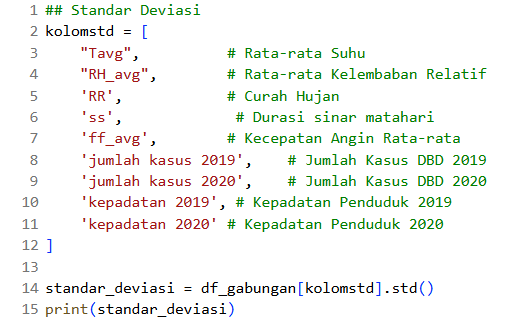 1 ## Standar Deviasi
2 kolomstd = [
3     "Tavg",          # Rata-rata Suhu
4     "RH_avg",        # Rata-rata Kelembaban Relatif
5     'RR',            # Curah Hujan
6     'ss',             # Durasi sinar matahari
7     'ff_avg',        # Kecepatan Angin Rata-rata
8     'jumlah kasus 2019',    # Jumlah Kasus DBD 2019
9     'jumlah kasus 2020',    # Jumlah Kasus DBD 2020
10     'kepadatan 2019', # Kepadatan Penduduk 2019
11     'kepadatan 2020' # Kepadatan Penduduk 2020
12 ]
13
14 standar_deviasi = df_gabungan[kolomstd].std()
15 print(standar_deviasi)